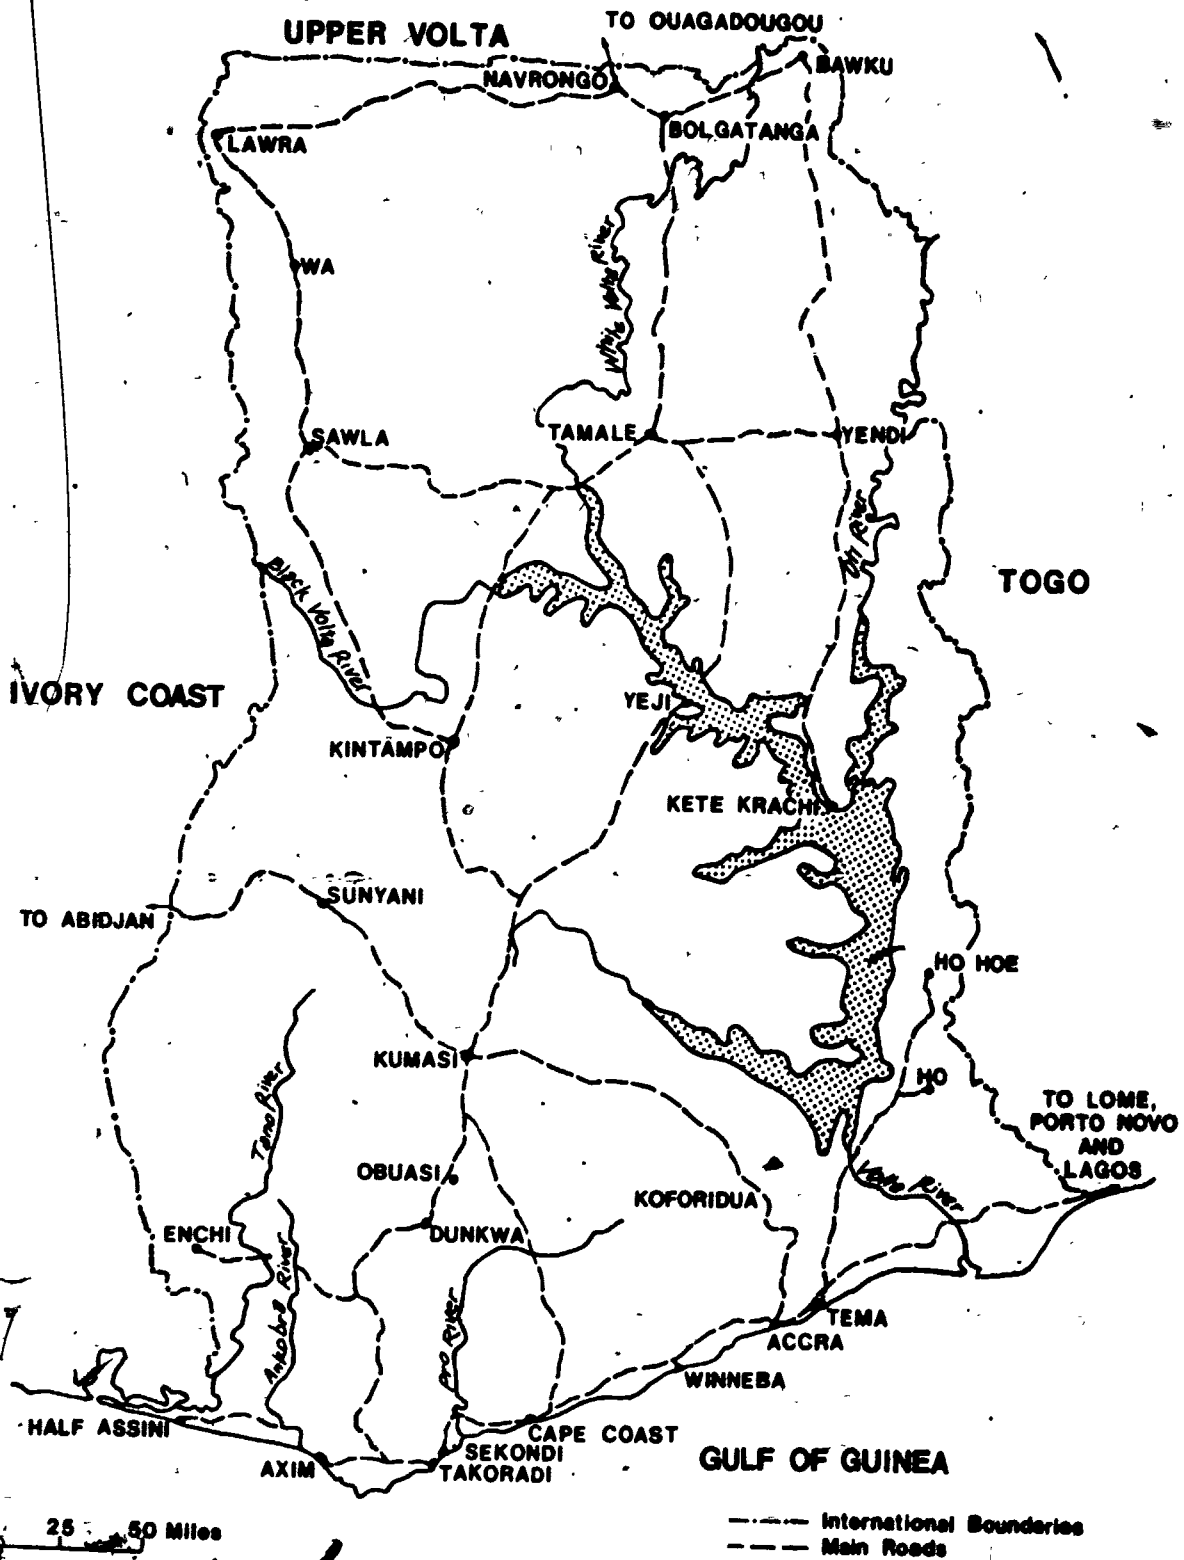 TO OUAGADOUGOU
UPPER VOLTA
BAWKU
NAVRONGO
BOLGATANGA
LAWRA
WA
White Volta River
SAWLA
TAMALE
YENDI
Oti River
Black Volta River
TOGO
IVORY COAST
YEJI
KINTAMPO
KETE KRACHI
SUNYANI
TO ABIDJAN
HO HOE
KUMASI
HO
Tano River
TO LOME,
PORTO NOVO
AND
LAGOS
OBUASI
Volta River
KOFORIDUA
ENCHI
DUNKWA
Ankobra River
Pro River
TEMA
ACCRA
WINNEBA
HALF ASSINI
CAPE COAST
SEKONDI
GULF OF GUINEA
AXIM
TAKORADI
25 50 Miles
International Bounderies
Main Roads